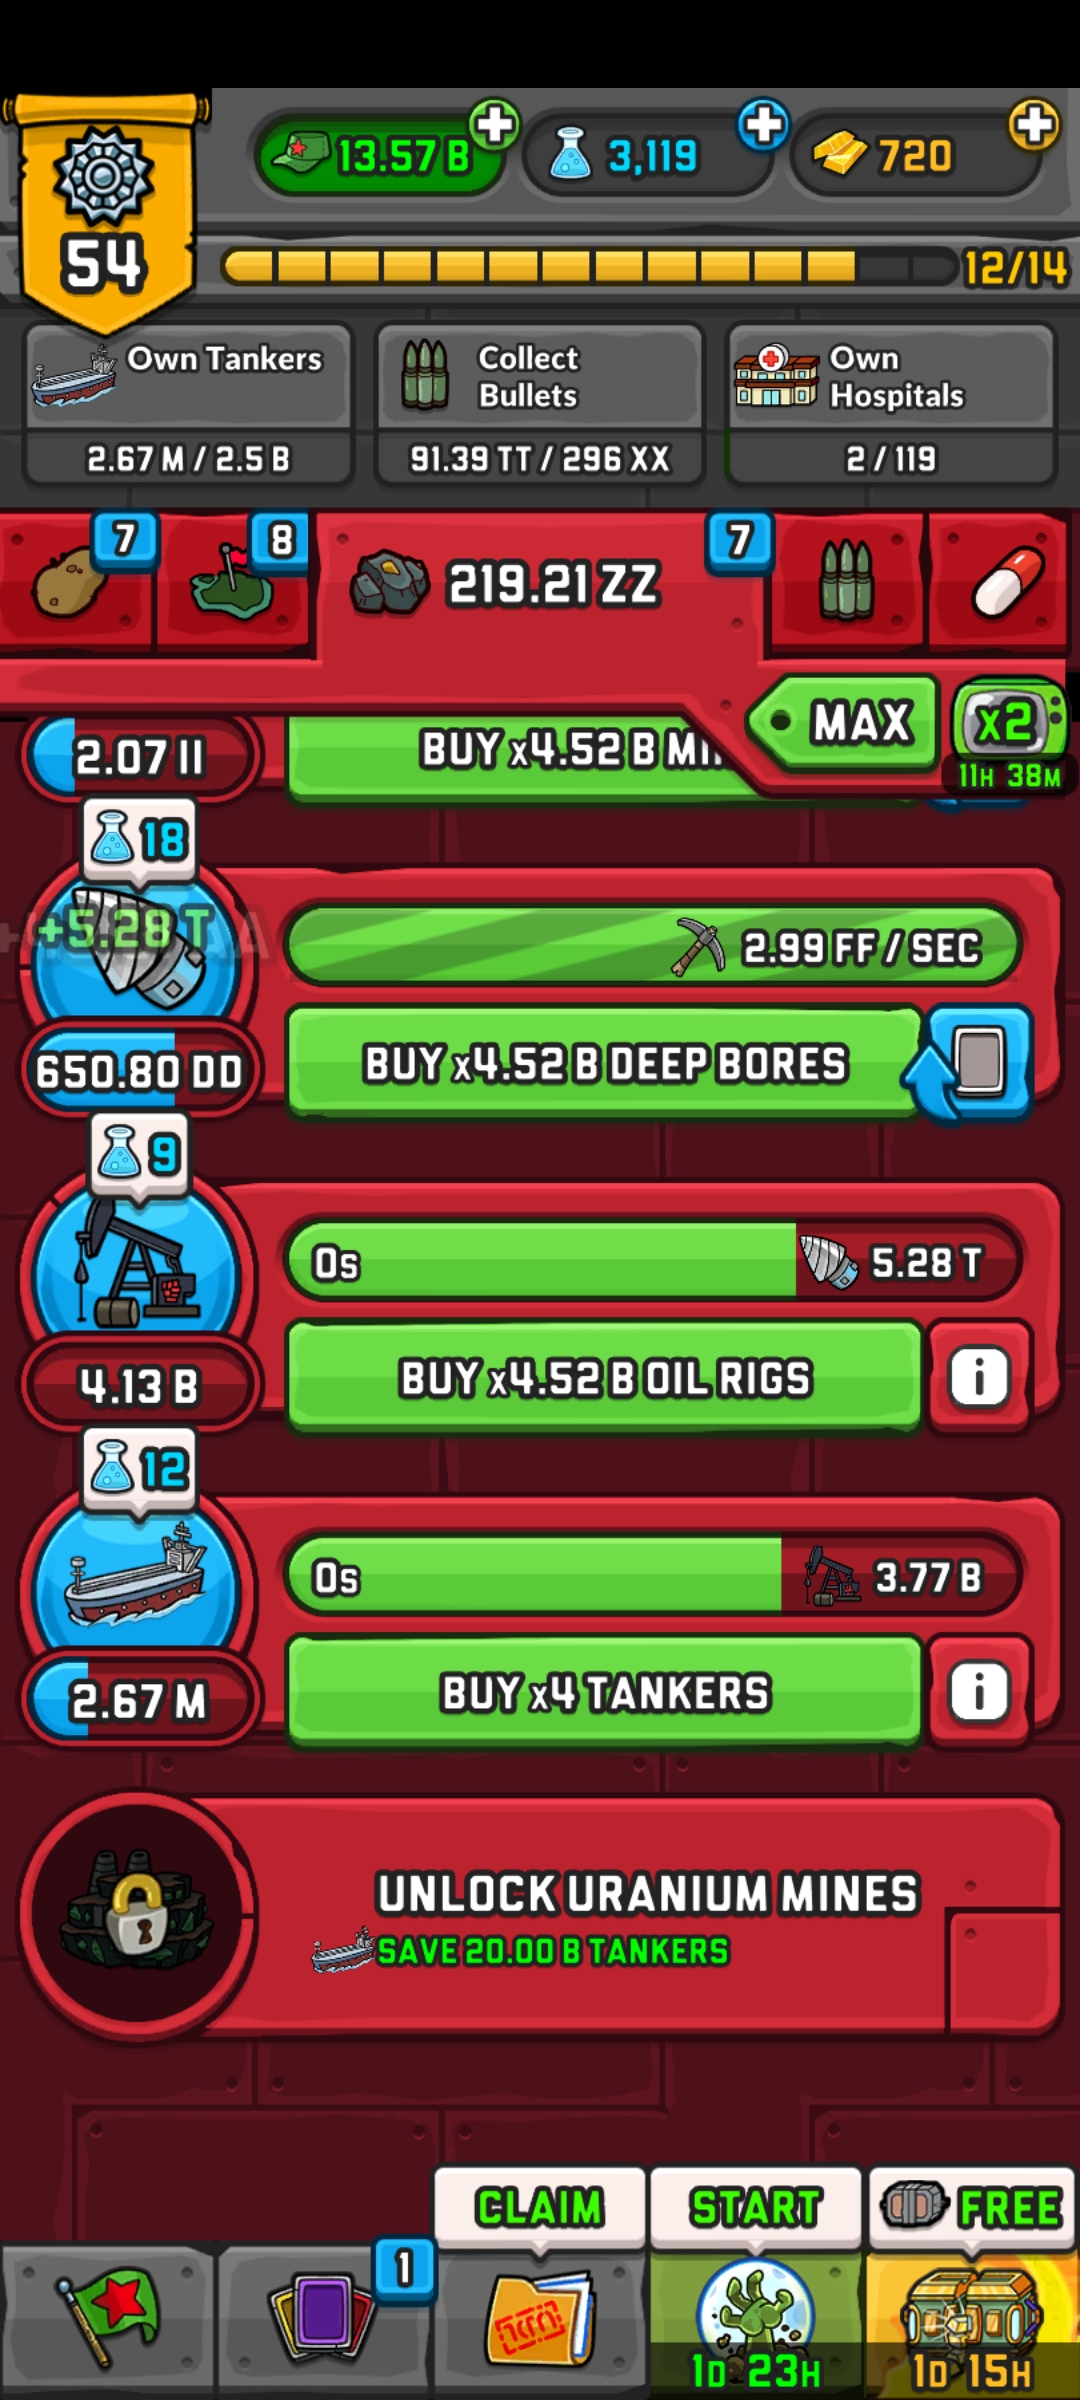 13.57 B
3,119
720
54
12/14
Own Tankers
2.67 M / 2.5 B
Collect
Bullets
91.39 TT / 296 XX
Own
Hospitals
2 / 119
7
8
219.21 ZZ
7
MAX
x2
11H 38M
2.07 II
BUY x4.52 B
18
+5.28 T
2.99 FF / SEC
650.80 DD
BUY x4.52 B DEEP BORES
9
0s
5.28 T
4.13 B
BUY x4.52 B OIL RIGS
i
12
0s
3.77 B
2.67 M
BUY x4 TANKERS
i
UNLOCK URANIUM MINES
SAVE 20.00 B TANKERS
CLAIM
START
FREE
1
1D 23H
1D 15H